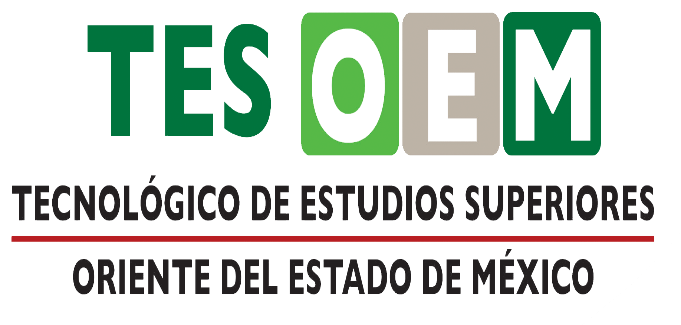 TES OEM
TECNOLÓGICO DE ESTUDIOS SUPERIORES
ORIENTE DEL ESTADO DE MÉXICO